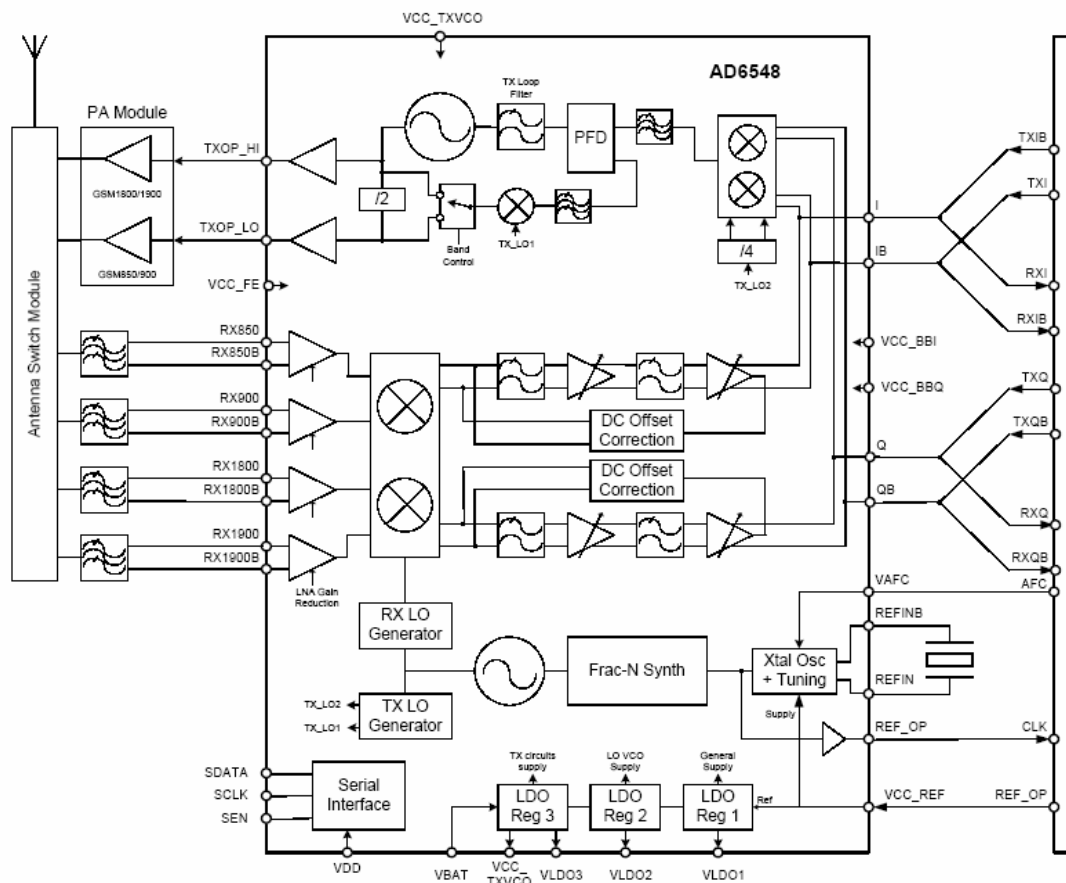 VCC_TXVCO
AD6548
TX Loop
Filter
PA Module
PFD
TXIB
TXOP_HI
GSM1800/1900
/2
TXI
TXOP_LO
I
Band
Control
TX_LO1
/4
IB
GSM850/900
TX_LO2
RXI
VCC_FE
RXIB
Antenna Switch Module
RX850
RX850B
VCC_BBI
RX900
RX900B
VCC_BBQ
TXQ
DC Offset
Correction
TXQB
Q
RX1800
RX1800B
DC Offset
Correction
QB
RXQ
RX1900
RX1900B
RXQB
LNA Gain
Reduction
VAFC
AFC
RX LO
Generator
REFINB
Xtal Osc
+ Tuning
Frac-N Synth
REFIN
TX_LO2
TX_LO1
TX LO
Generator
Supply
REF_OP
CLK
TX circuits
supply
LO VCO
Supply
General
Supply
SDATA
SCLK
SEN
Serial
Interface
LDO
Reg 3
LDO
Reg 2
LDO
Reg 1
Ref
VCC_REF
REF_OP
VDD
VBAT
VCC_
TXVCO
VLDO3
VLDO2
VLDO1